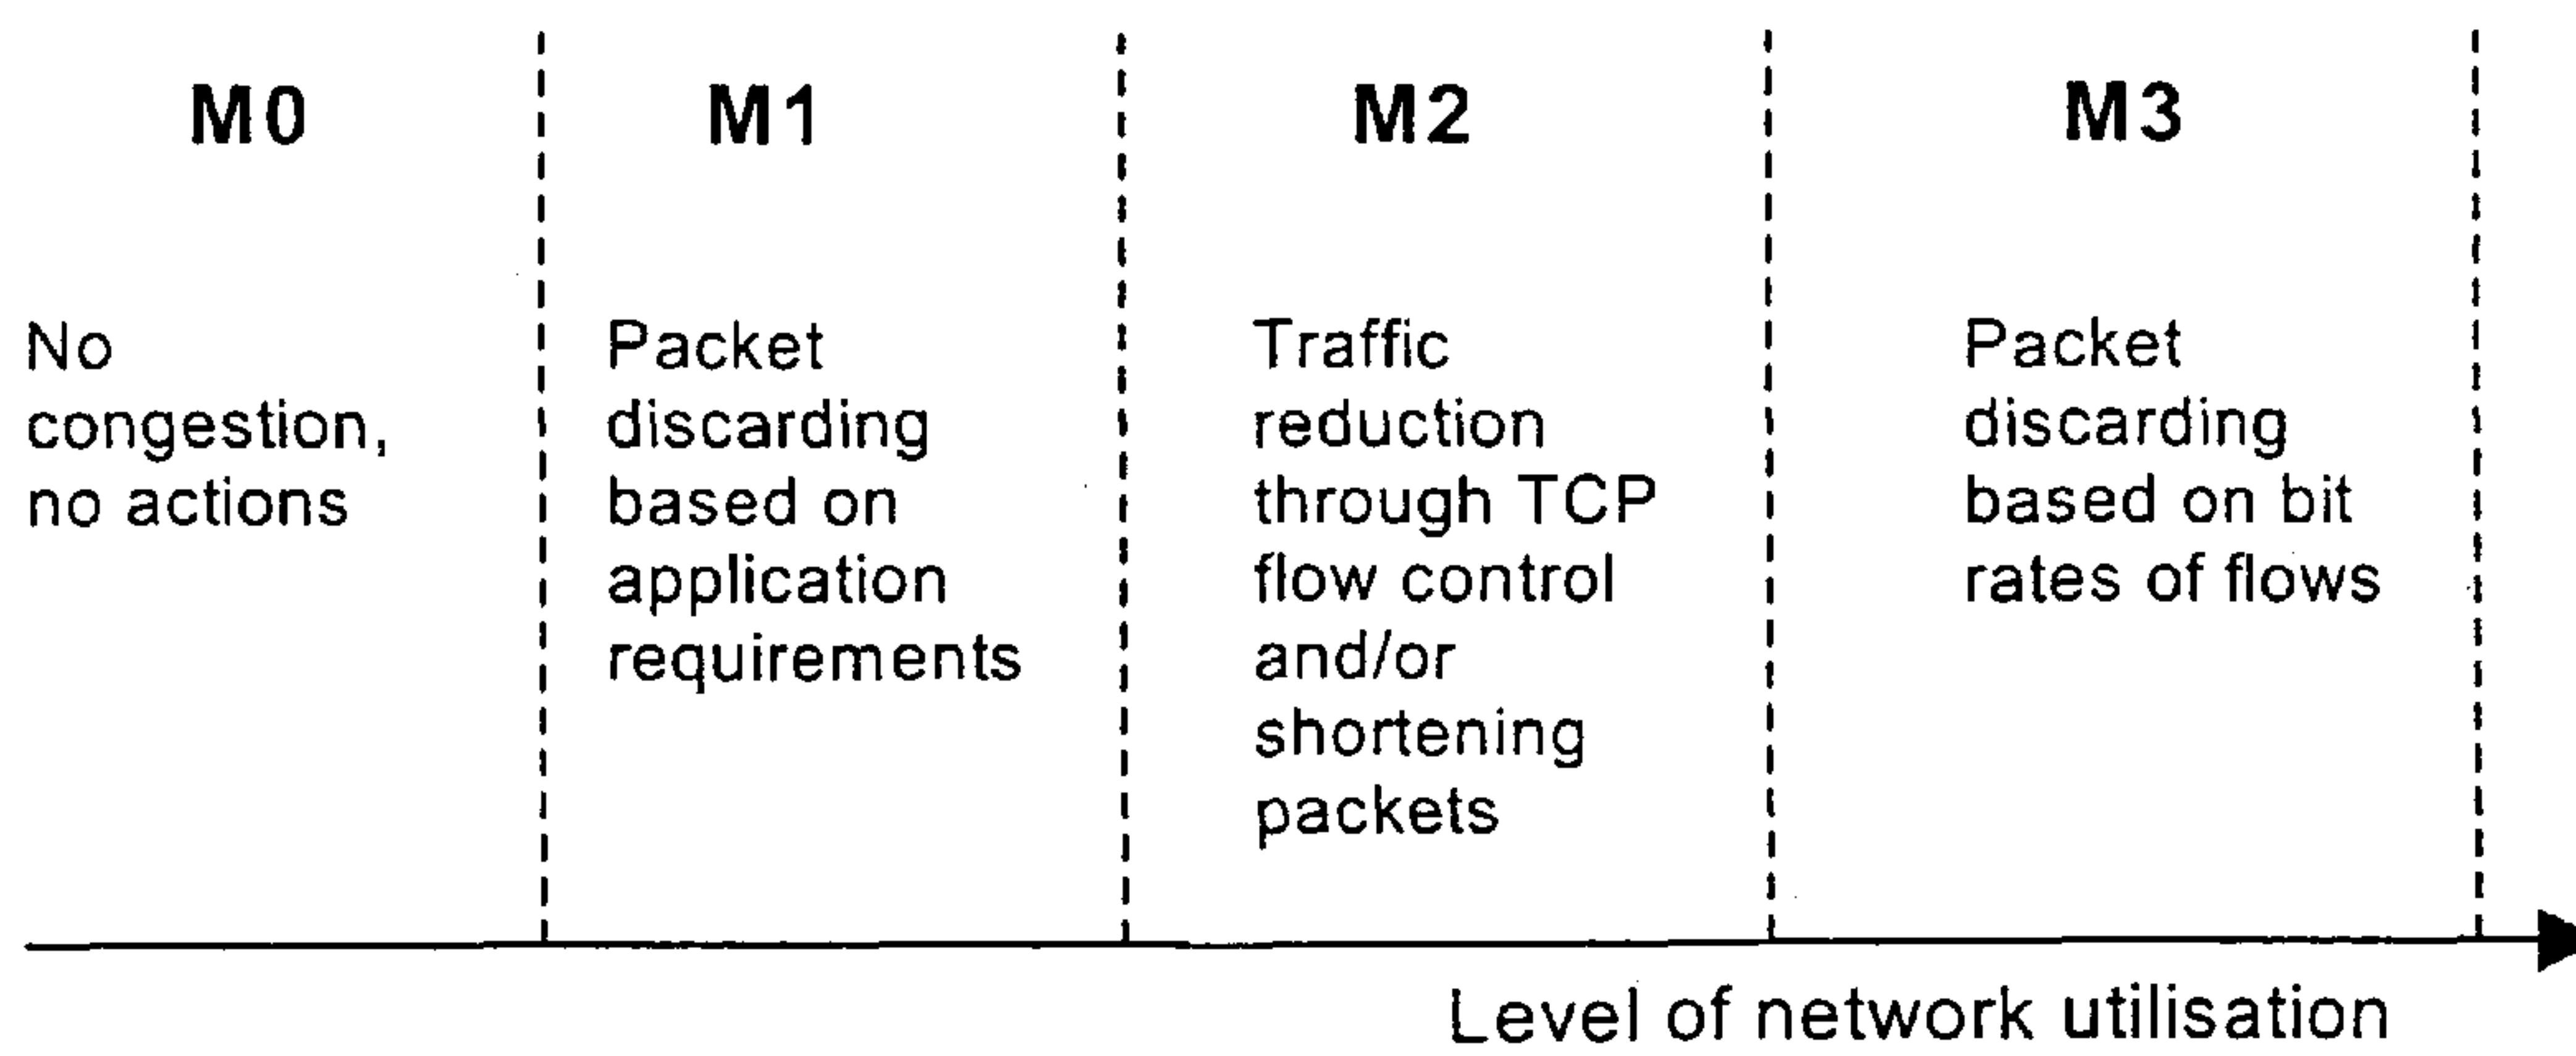 M0
No
congestion,
no actions
M1
Packet
discarding
based on
application
requirements
M2
Traffic
reduction
through TCP
flow control
and/or
shortening
packets
M3
Packet
discarding
based on bit
rates of flows
Level of network utilisation